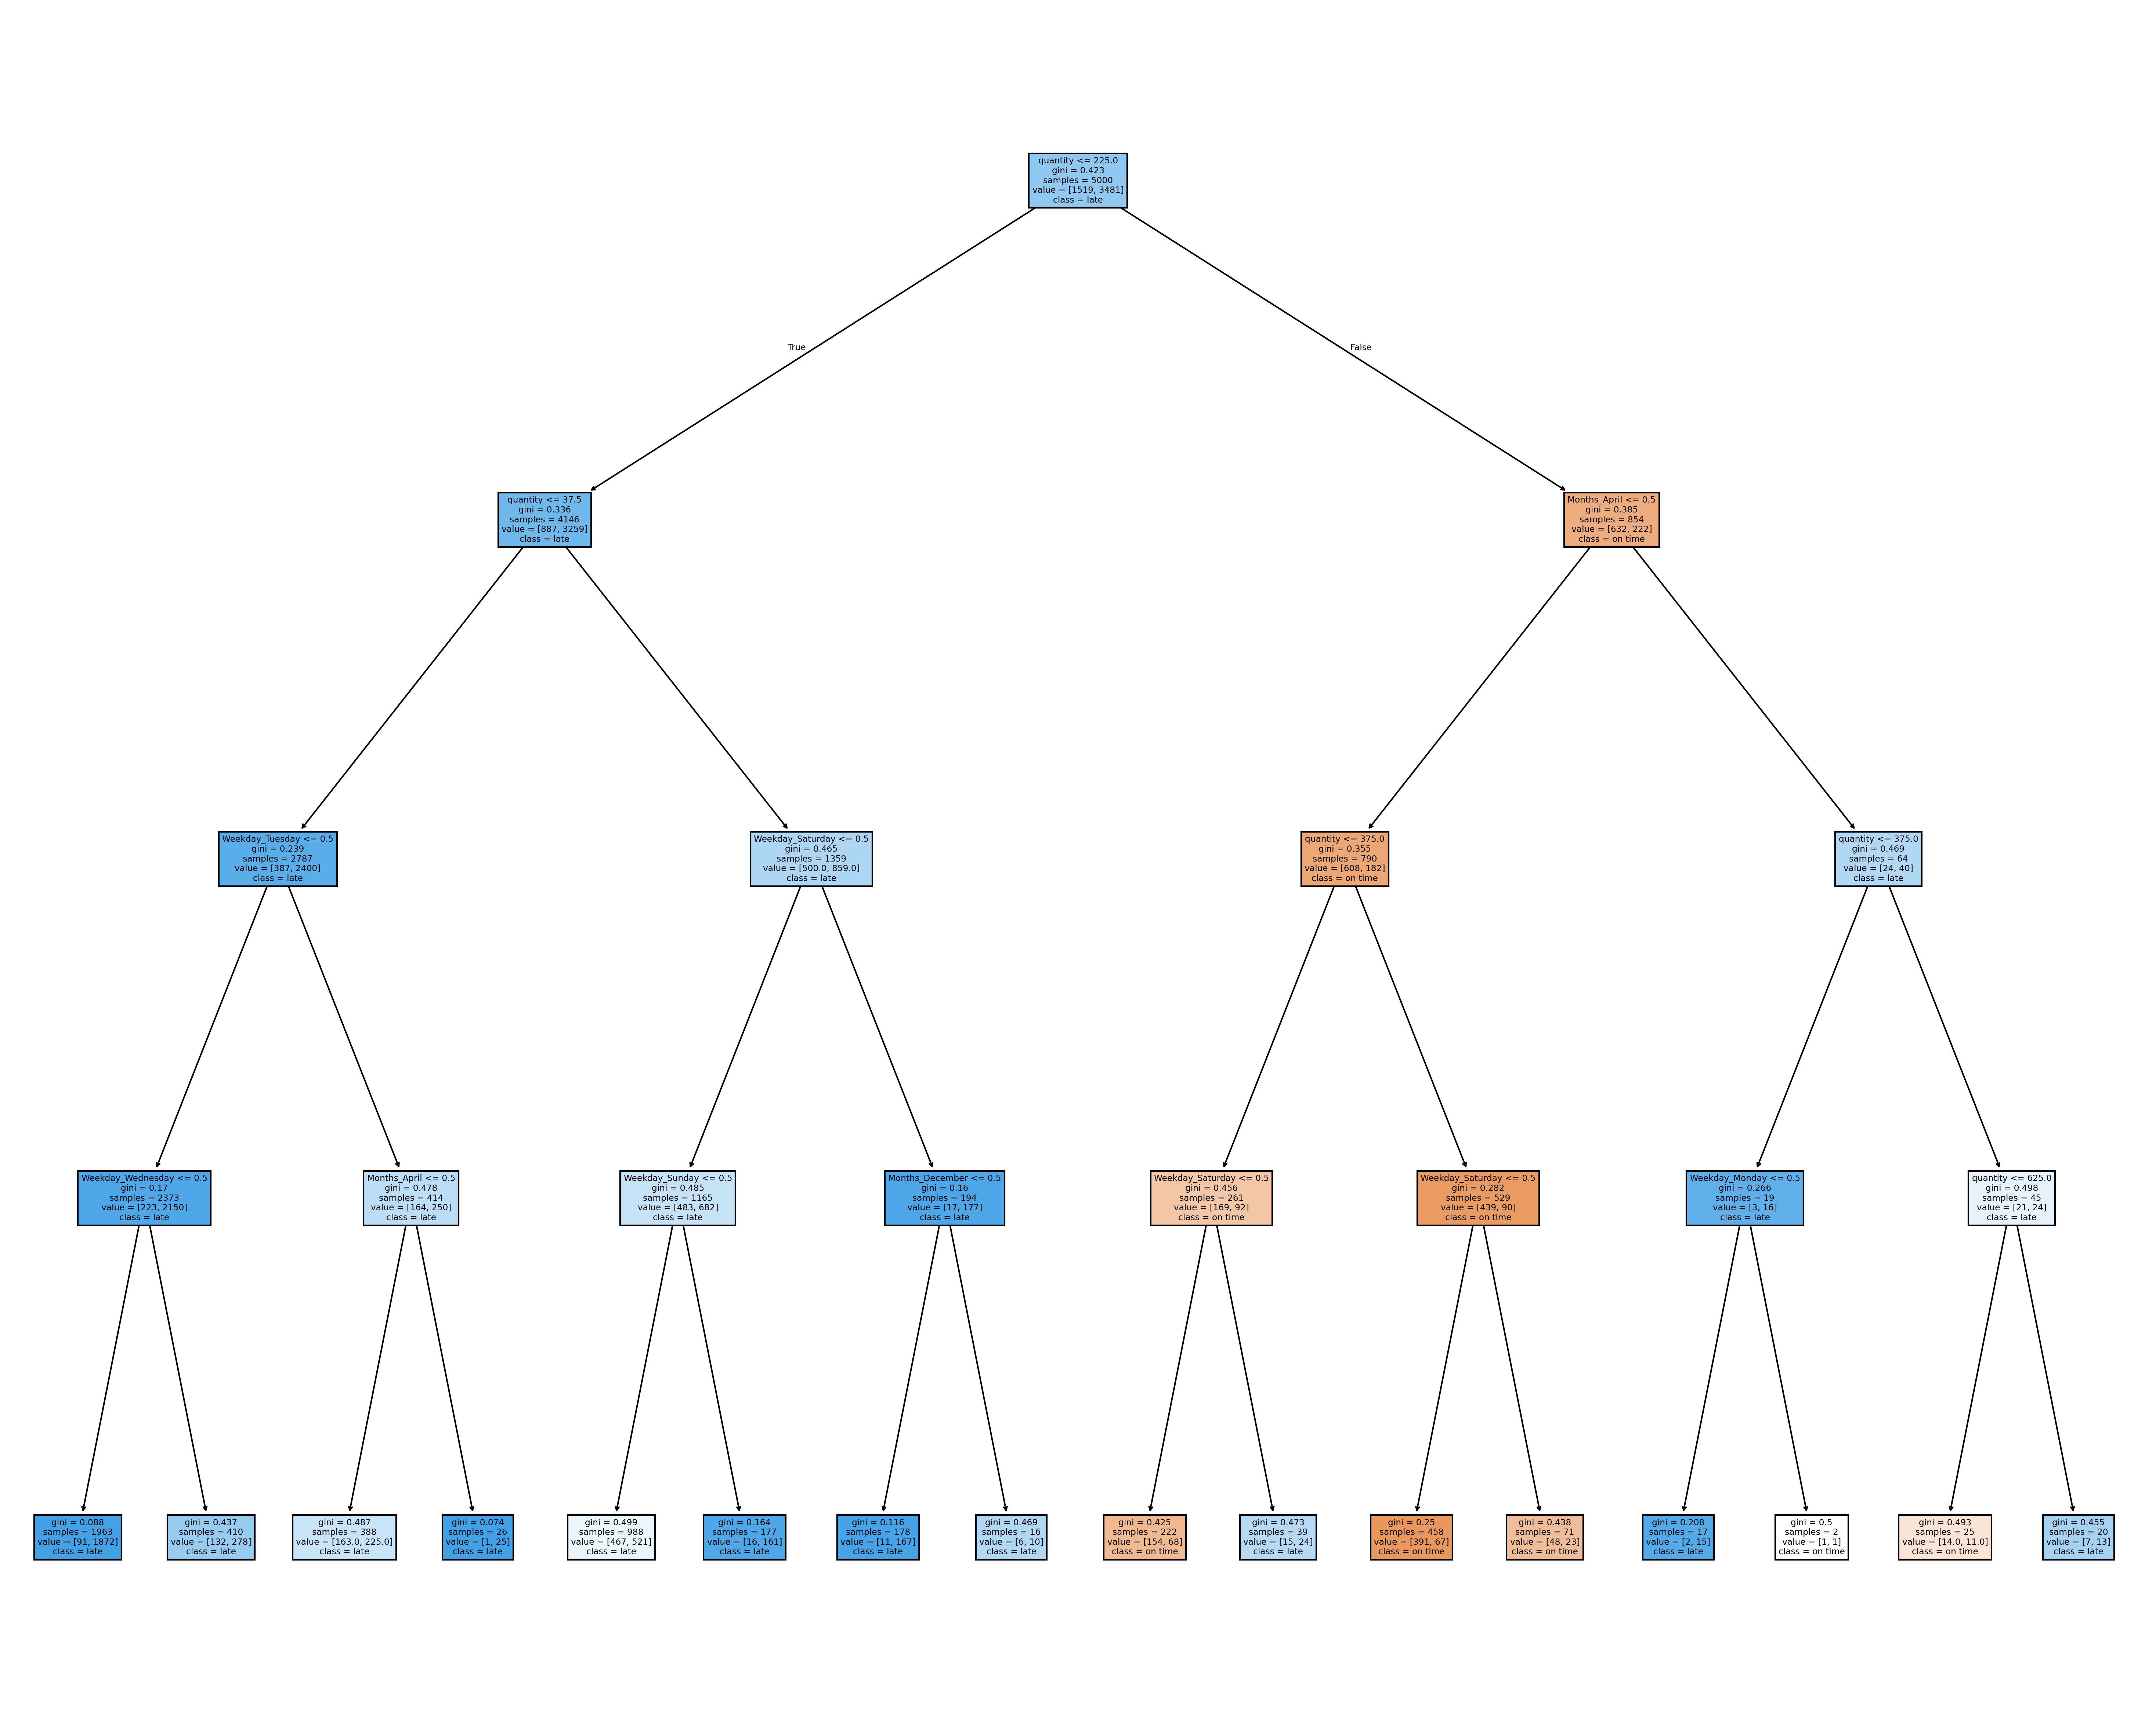 quantity <= 225.0
gini = 0.423
samples = 5000
value = [1519, 3481]
class = late
True
False
quantity <= 37.5
gini = 0.336
samples = 4146
value = [887, 3259]
class = late
Months_April <= 0.5
gini = 0.385
samples = 854
value = [632, 222]
class = on time
Weekday_Tuesday <= 0.5
gini = 0.239
samples = 2787
value = [387, 2400]
class = late
Weekday_Saturday <= 0.5
gini = 0.465
samples = 1359
value = [500.0, 859.0]
class = late
quantity <= 375.0
gini = 0.355
samples = 790
value = [608, 182]
class = on time
quantity <= 375.0
gini = 0.469
samples = 64
value = [24, 40]
class = late
Weekday_Wednesday <= 0.5
gini = 0.17
samples = 2373
value = [223, 2150]
class = late
Months_April <= 0.5
gini = 0.478
samples = 414
value = [164, 250]
class = late
Weekday_Sunday <= 0.5
gini = 0.485
samples = 1165
value = [483, 682]
class = late
Months_December <= 0.5
gini = 0.16
samples = 194
value = [17, 177]
class = late
Weekday_Saturday <= 0.5
gini = 0.456
samples = 261
value = [169, 92]
class = on time
Weekday_Saturday <= 0.5
gini = 0.282
samples = 529
value = [439, 90]
class = on time
Weekday_Monday <= 0.5
gini = 0.266
samples = 19
value = [3, 16]
class = late
quantity <= 625.0
gini = 0.498
samples = 45
value = [21, 24]
class = late
gini = 0.088
samples = 1963
value = [91, 1872]
class = late
gini = 0.437
samples = 410
value = [132, 278]
class = late
gini = 0.487
samples = 388
value = [163.0, 225.0]
class = late
gini = 0.074
samples = 26
value = [1, 25]
class = late
gini = 0.499
samples = 988
value = [467, 521]
class = late
gini = 0.164
samples = 177
value = [16, 161]
class = late
gini = 0.116
samples = 178
value = [11, 167]
class = late
gini = 0.469
samples = 16
value = [6, 10]
class = late
gini = 0.425
samples = 222
value = [154, 68]
class = on time
gini = 0.473
samples = 39
value = [15, 24]
class = late
gini = 0.25
samples = 458
value = [391, 67]
class = on time
gini = 0.438
samples = 71
value = [48, 23]
class = on time
gini = 0.208
samples = 17
value = [2, 15]
class = late
gini = 0.5
samples = 2
value = [1, 1]
class = on time
gini = 0.493
samples = 25
value = [14.0, 11.0]
class = on time
gini = 0.455
samples = 20
value = [7, 13]
class = late